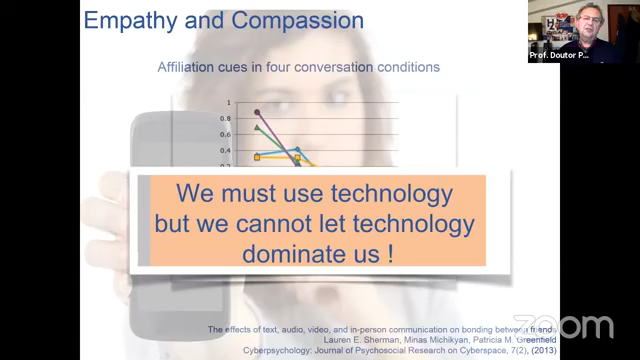 Empathy and Compassion
Prof. Doutor P...
Affiliation cues in four conversation conditions
1
0.8
0.6
0.4
0.2
We must use technology
but we cannot let technology
dominate us !
The effects of text, audio, video, and in-person communication on bonding between friends
Lauren E. Sherman, Minas Michikyan, Patricia M. Greenfield
Cyberpsychology: Journal of Psychosocial Research on Cyberspace, 7(2), (2013)
zoom